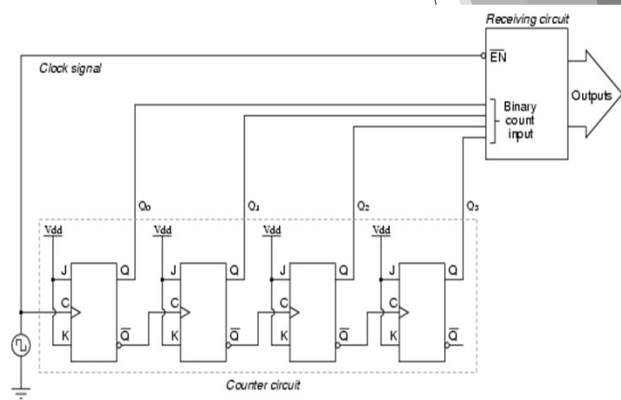 Receiving circuit
EN
Clock signal
Outputs
Binary
count
input
Q0 Q1 Q2 Q3
Vdd Vdd Vdd Vdd
J Q J Q J Q J Q
C C C C
K Q K Q K Q K Q
Counter circuit